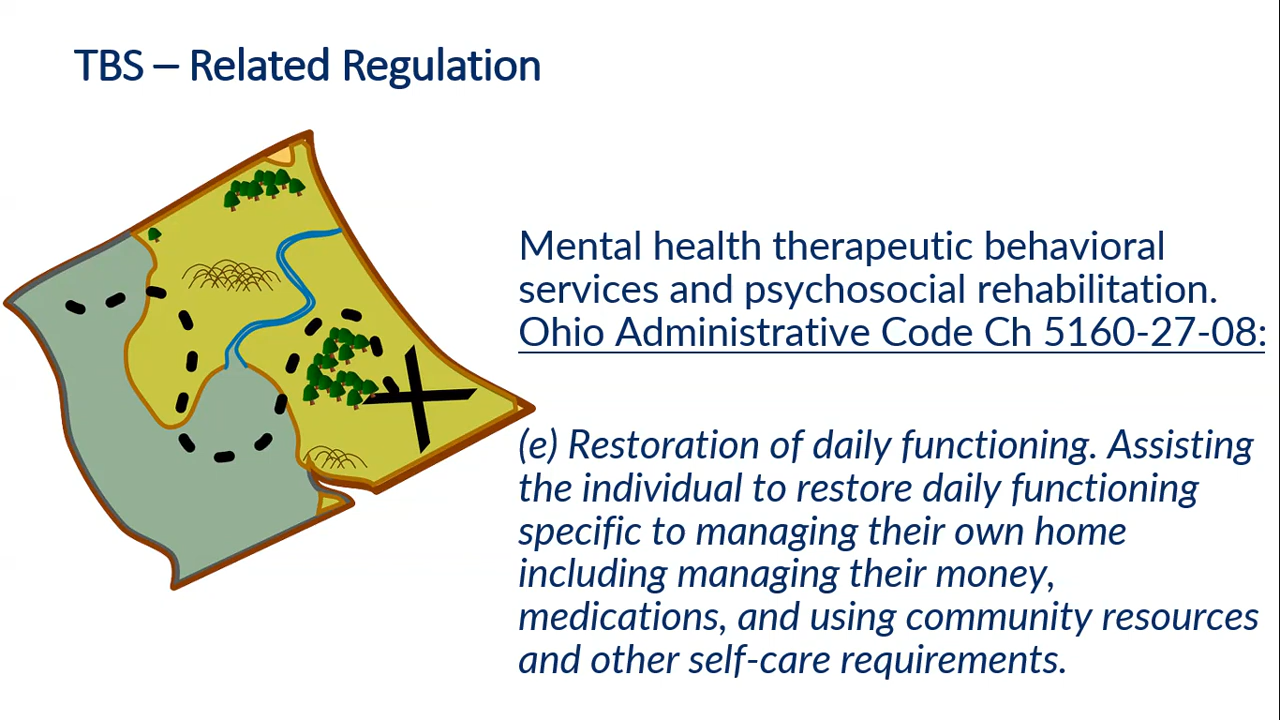 TBS – Related Regulation
Mental health therapeutic behavioral
services and psychosocial rehabilitation.
Ohio Administrative Code Ch 5160-27-08:
(e) Restoration of daily functioning. Assisting
the individual to restore daily functioning
specific to managing their own home
including managing their money,
medications, and using community resources
and other self-care requirements.